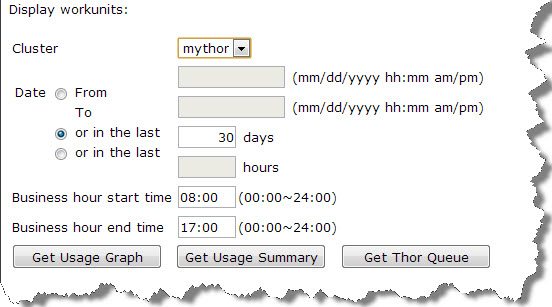 Display workunits:
Cluster mythor
Date From (mm/dd/yyyy hh:mm am/pm)
To (mm/dd/yyyy hh:mm am/pm)
or in the last 30 days
or in the last hours
Business hour start time 08:00 (00:00~24:00)
Business hour end time 17:00 (00:00~24:00)
Get Usage Graph Get Usage Summary Get Thor Queue